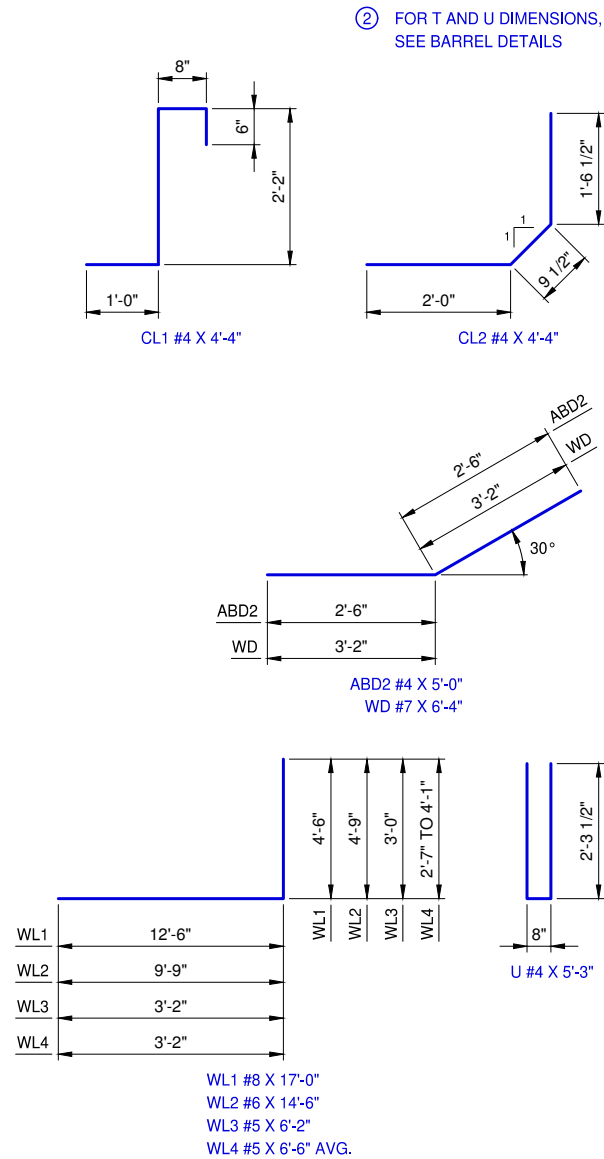 2 FOR T AND U DIMENSIONS,
SEE BARREL DETAILS
8"
6"
2'-2"
1'-0"
CL1 #4 X 4'-4"
1'-6 1/2"
1
1
9 1/2"
2'-0"
CL2 #4 X 4'-4"
ABD2
WD
2'-6"
3'-2"
30°
ABD2 2'-6"
WD 3'-2"
ABD2 #4 X 5'-0"
WD #7 X 6'-4"
4'-6"
4'-9"
3'-0"
2'-7" TO 4'-1"
WL1
WL2
WL3
WL4
WL1 12'-6"
WL2 9'-9"
WL3 3'-2"
WL4 3'-2"
WL1 #8 X 17'-0"
WL2 #6 X 14'-6"
WL3 #5 X 6'-2"
WL4 #5 X 6'-6" AVG.
2'-3 1/2"
8"
U #4 X 5'-3"